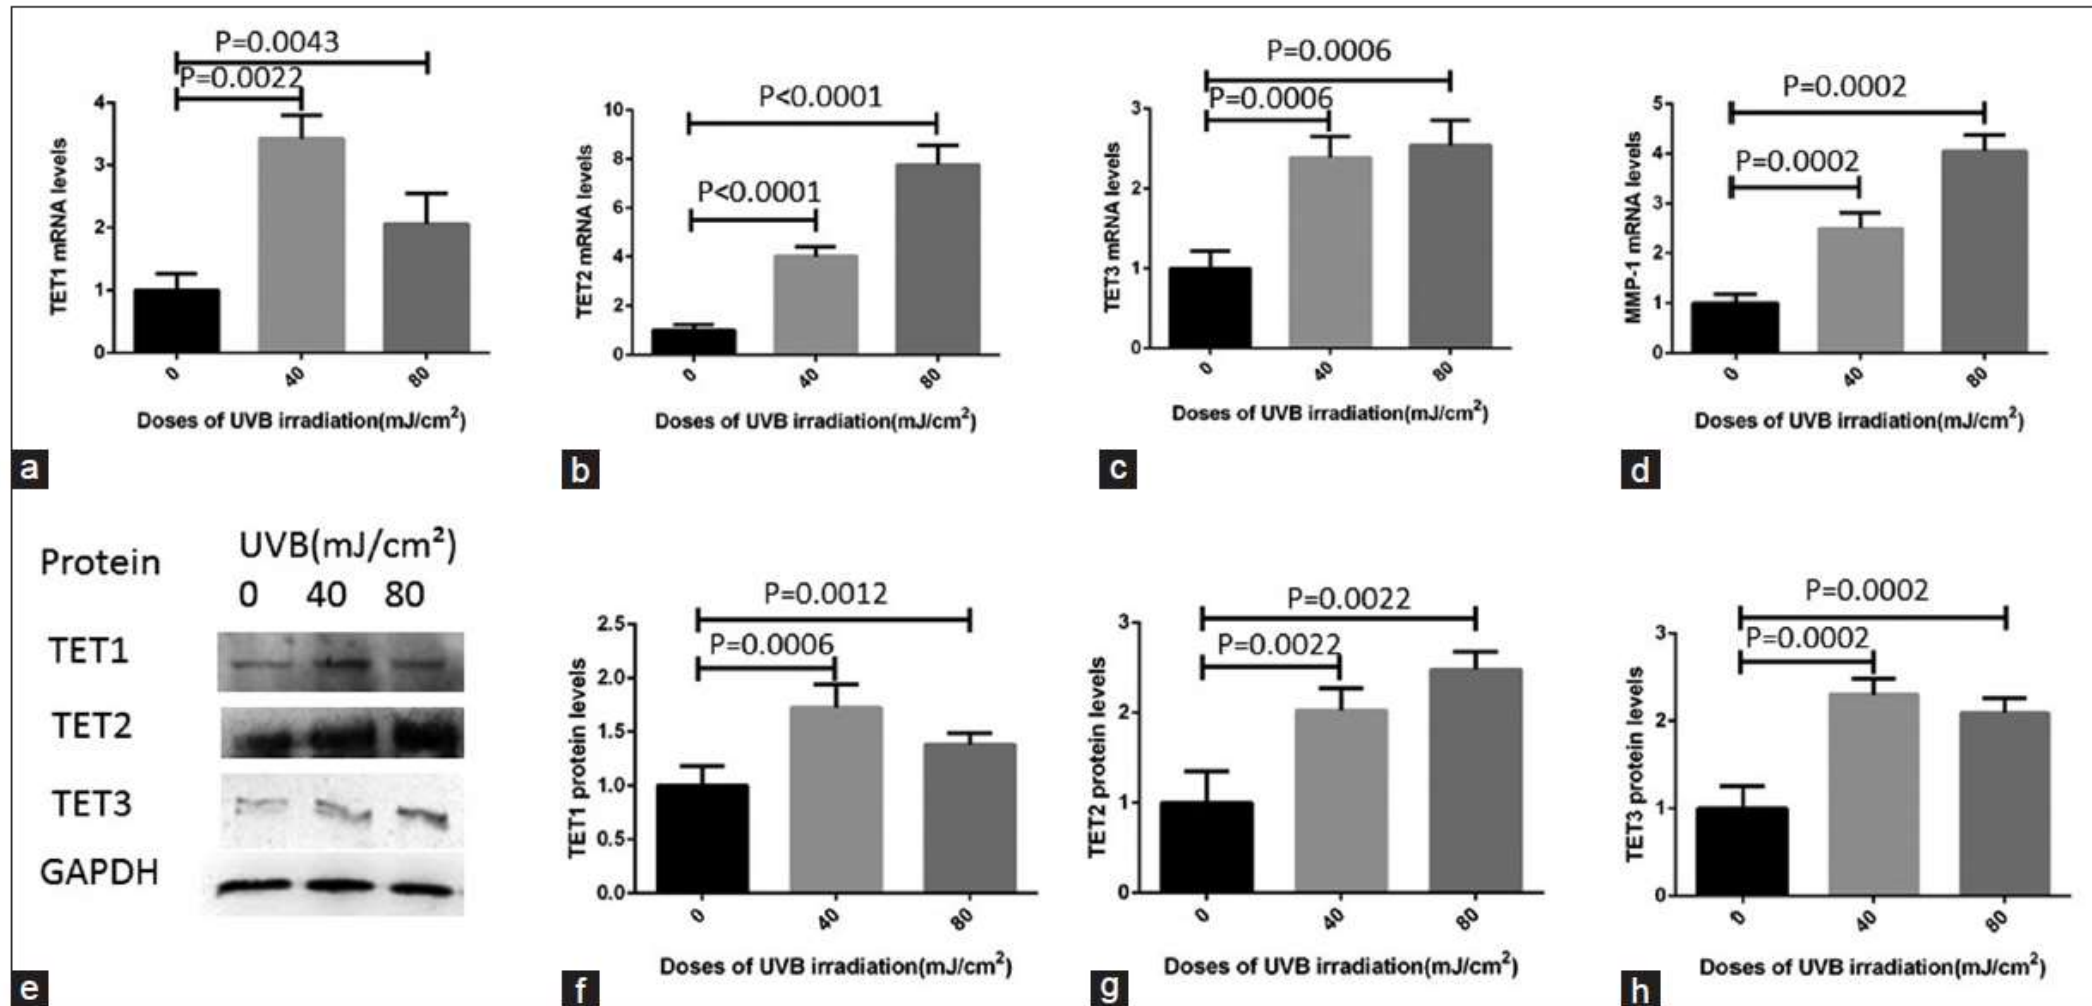 P=0.0043
P=0.0022
4
3
2
1
0
TET1 mRNA levels
0 40 80
Doses of UVB irradiation(mJ/cm²)
a
P<0.0001
P<0.0001
10
8
6
4
2
0
TET2 mRNA levels
0 40 80
Doses of UVB irradiation(mJ/cm²)
b
P=0.0006
P=0.0006
3
2
1
0
TET3 mRNA levels
0 40 80
Doses of UVB irradiation(mJ/cm²)
c
P=0.0002
P=0.0002
5
4
3
2
1
0
MMP-1 mRNA levels
0 40 80
Doses of UVB irradiation(mJ/cm²)
d
Protein UVB(mJ/cm²)
0 40 80
TET1
TET2
TET3
GAPDH
e
P=0.0012
P=0.0006
2.5
2.0
1.5
1.0
0.5
0.0
TET1 protein levels
0 40 80
Doses of UVB irradiation(mJ/cm²)
f
P=0.0022
P=0.0022
3
2
1
0
TET2 protein levels
0 40 80
Doses of UVB irradiation(mJ/cm²)
g
P=0.0002
P=0.0002
3
2
1
0
TET3 protein levels
0 40 80
Doses of UVB irradiation(mJ/cm²)
h